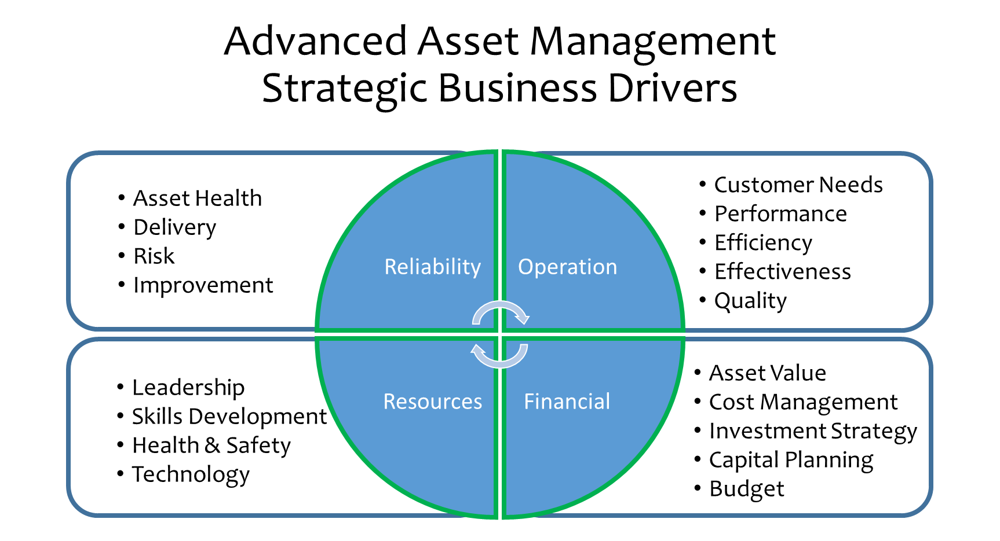 Advanced Asset Management
Strategic Business Drivers
• Asset Health
• Delivery
• Risk
• Improvement
Reliability
Operation
• Customer Needs
• Performance
• Efficiency
• Effectiveness
• Quality
• Leadership
• Skills Development
• Health & Safety
• Technology
Resources
Financial
• Asset Value
• Cost Management
• Investment Strategy
• Capital Planning
• Budget